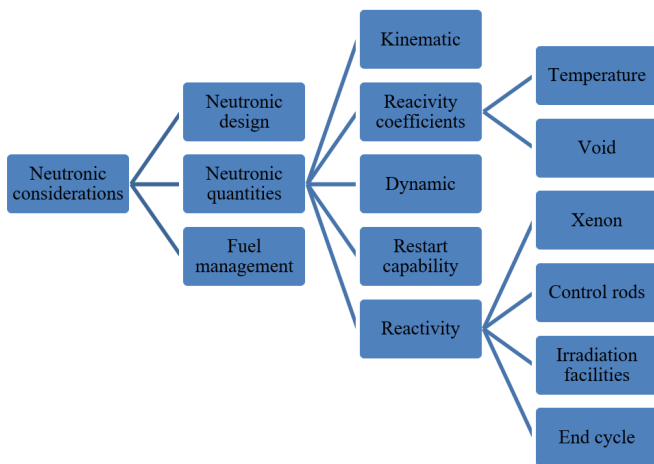 Neutronic
considerations
Neutronic
design
Neutronic
quantities
Fuel
management
Kinematic
Reacivity
coefficients
Dynamic
Restart
capability
Reactivity
Temperature
Void
Xenon
Control rods
Irradiation
facilities
End cycle